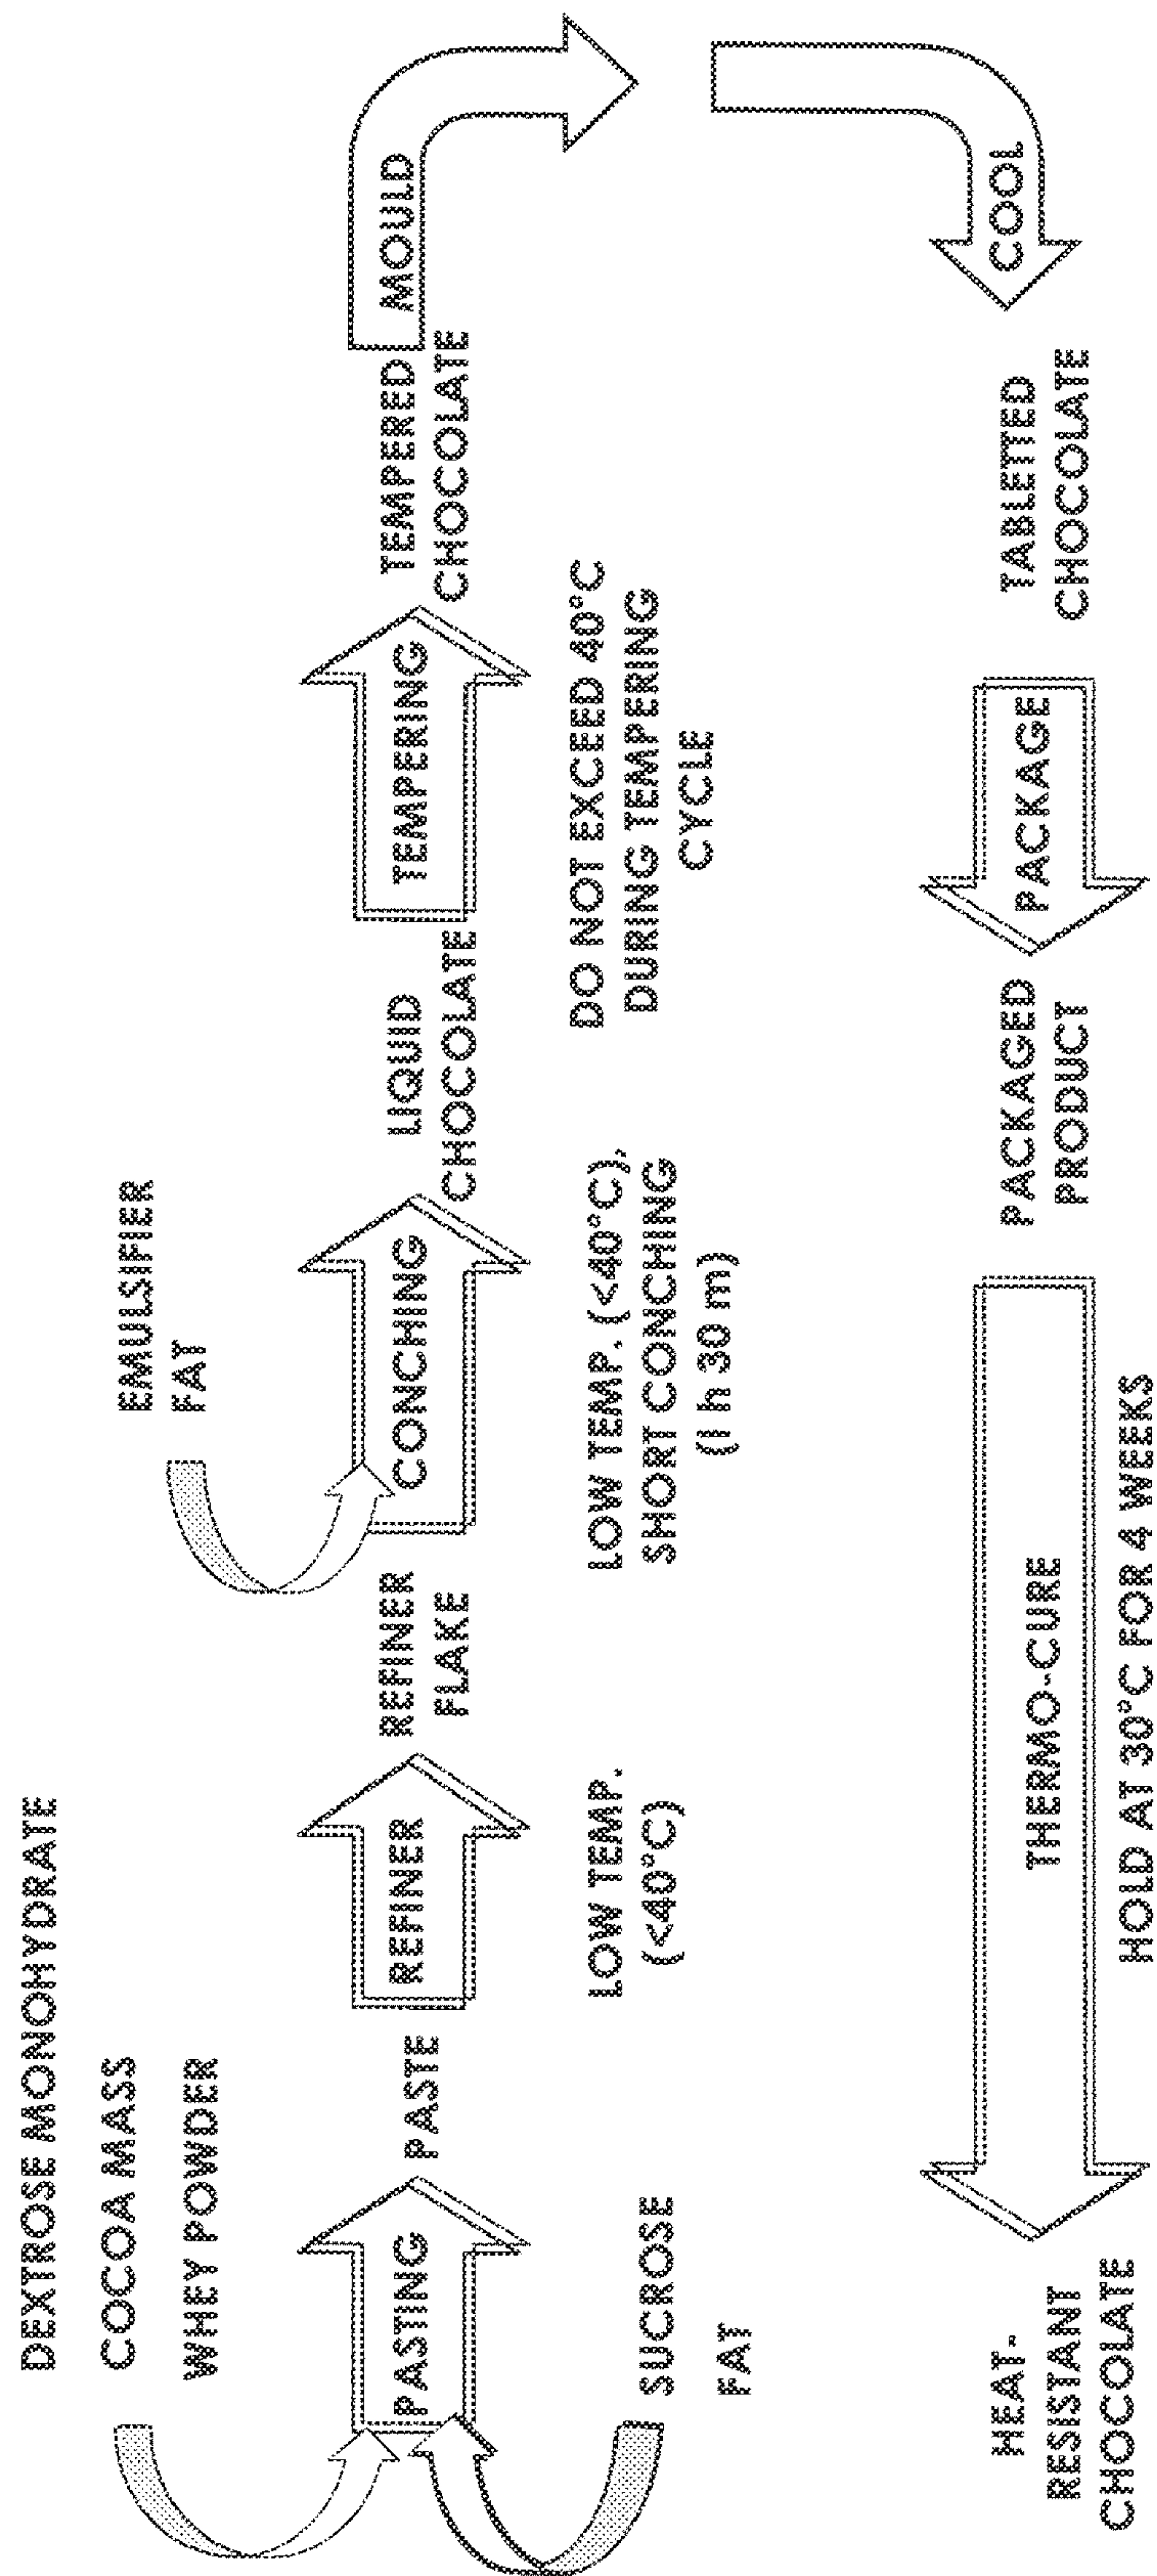 DEXTROSE MONOHYDRATE
COCOA MASS
WHEY POWDER
PASTING
SUCROSE
FAT
PASTE
REFINER
LOW TEMP.
(<40°C)
REFINER
FLAKE
EMULSIFIER
FAT
CONCHING
LOW TEMP. (<40°C),
SHORT CONCHING
(1 h 30 m)
LIQUID
CHOCOLATE
TEMPERING
DO NOT EXCEED 40°C
DURING TEMPERING
CYCLE
TEMPERED
CHOCOLATE
MOULD
COOL
TABLETTED
CHOCOLATE
PACKAGE
PACKAGED
PRODUCT
THERMO-CURE
HOLD AT 30°C FOR 4 WEEKS
HEAT-
RESISTANT
CHOCOLATE